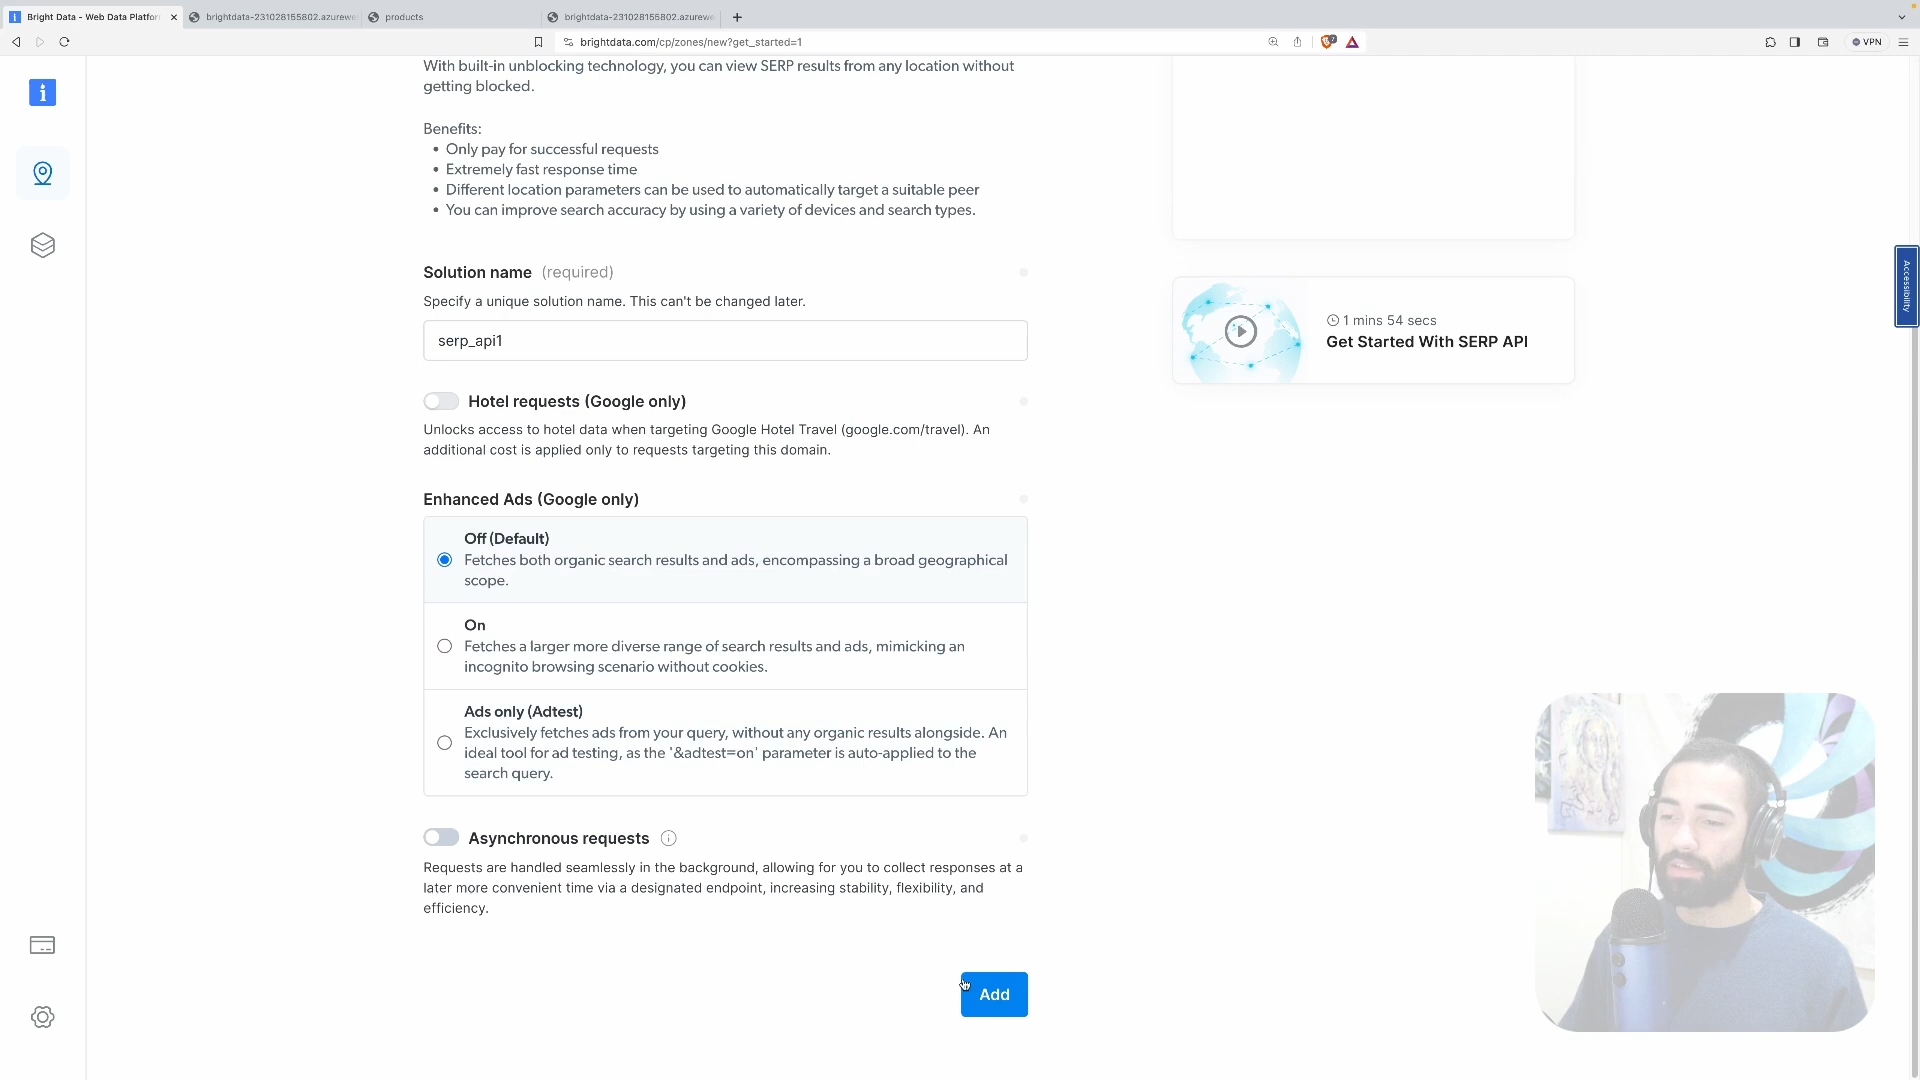 Bright Data - Web Data Platfor
brightdata-231028155802.azurewe
products
brightdata-231028155802.azurewe
brightdata.com/cp/zones/new?get_started=1
VPN
With built-in unblocking technology, you can view SERP results from any location without
getting blocked.
Benefits:
• Only pay for successful requests
• Extremely fast response time
• Different location parameters can be used to automatically target a suitable peer
• You can improve search accuracy by using a variety of devices and search types.
Solution name (required)
Specify a unique solution name. This can't be changed later.
serp_api1
Hotel requests (Google only)
Unlocks access to hotel data when targeting Google Hotel Travel (google.com/travel). An
additional cost is applied only to requests targeting this domain.
Enhanced Ads (Google only)
Off (Default)
Fetches both organic search results and ads, encompassing a broad geographical
scope.
On
Fetches a larger more diverse range of search results and ads, mimicking an
incognito browsing scenario without cookies.
Ads only (Adtest)
Exclusively fetches ads from your query, without any organic results alongside. An
ideal tool for ad testing, as the '&adtest=on' parameter is auto-applied to the
search query.
Asynchronous requests
Requests are handled seamlessly in the background, allowing for you to collect responses at a
later more convenient time via a designated endpoint, increasing stability, flexibility, and
efficiency.
Add
1 mins 54 secs
Get Started With SERP API
Accessibility